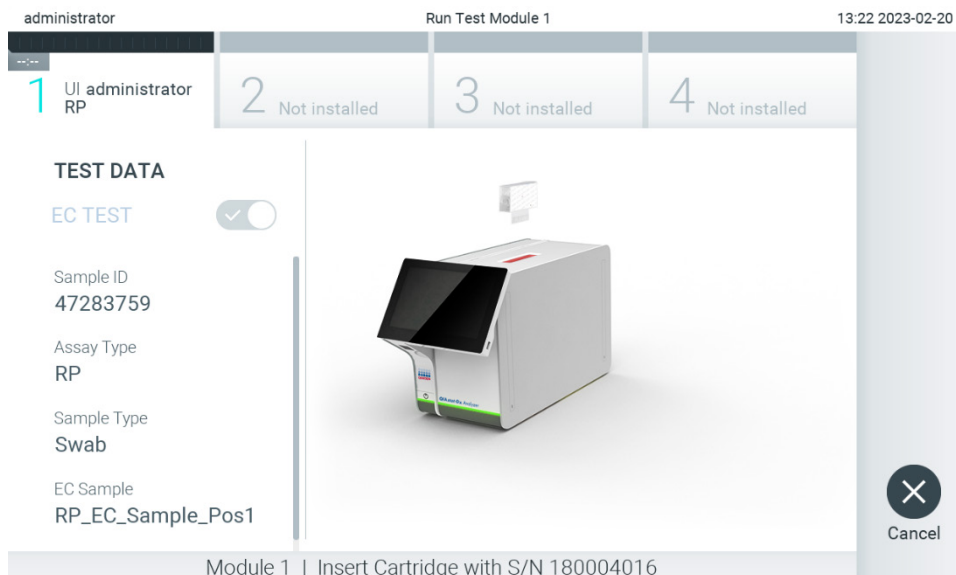 administrator Run Test Module 1 13:22 2023-02-20
--:--
1 UI administrator
RP
2 Not installed
3 Not installed
4 Not installed
TEST DATA
EC TEST
Sample ID
47283759
Assay Type
RP
Sample Type
Swab
EC Sample
RP_EC_Sample_Pos1
Cancel
Module 1 | Insert Cartridge with S/N 180004016